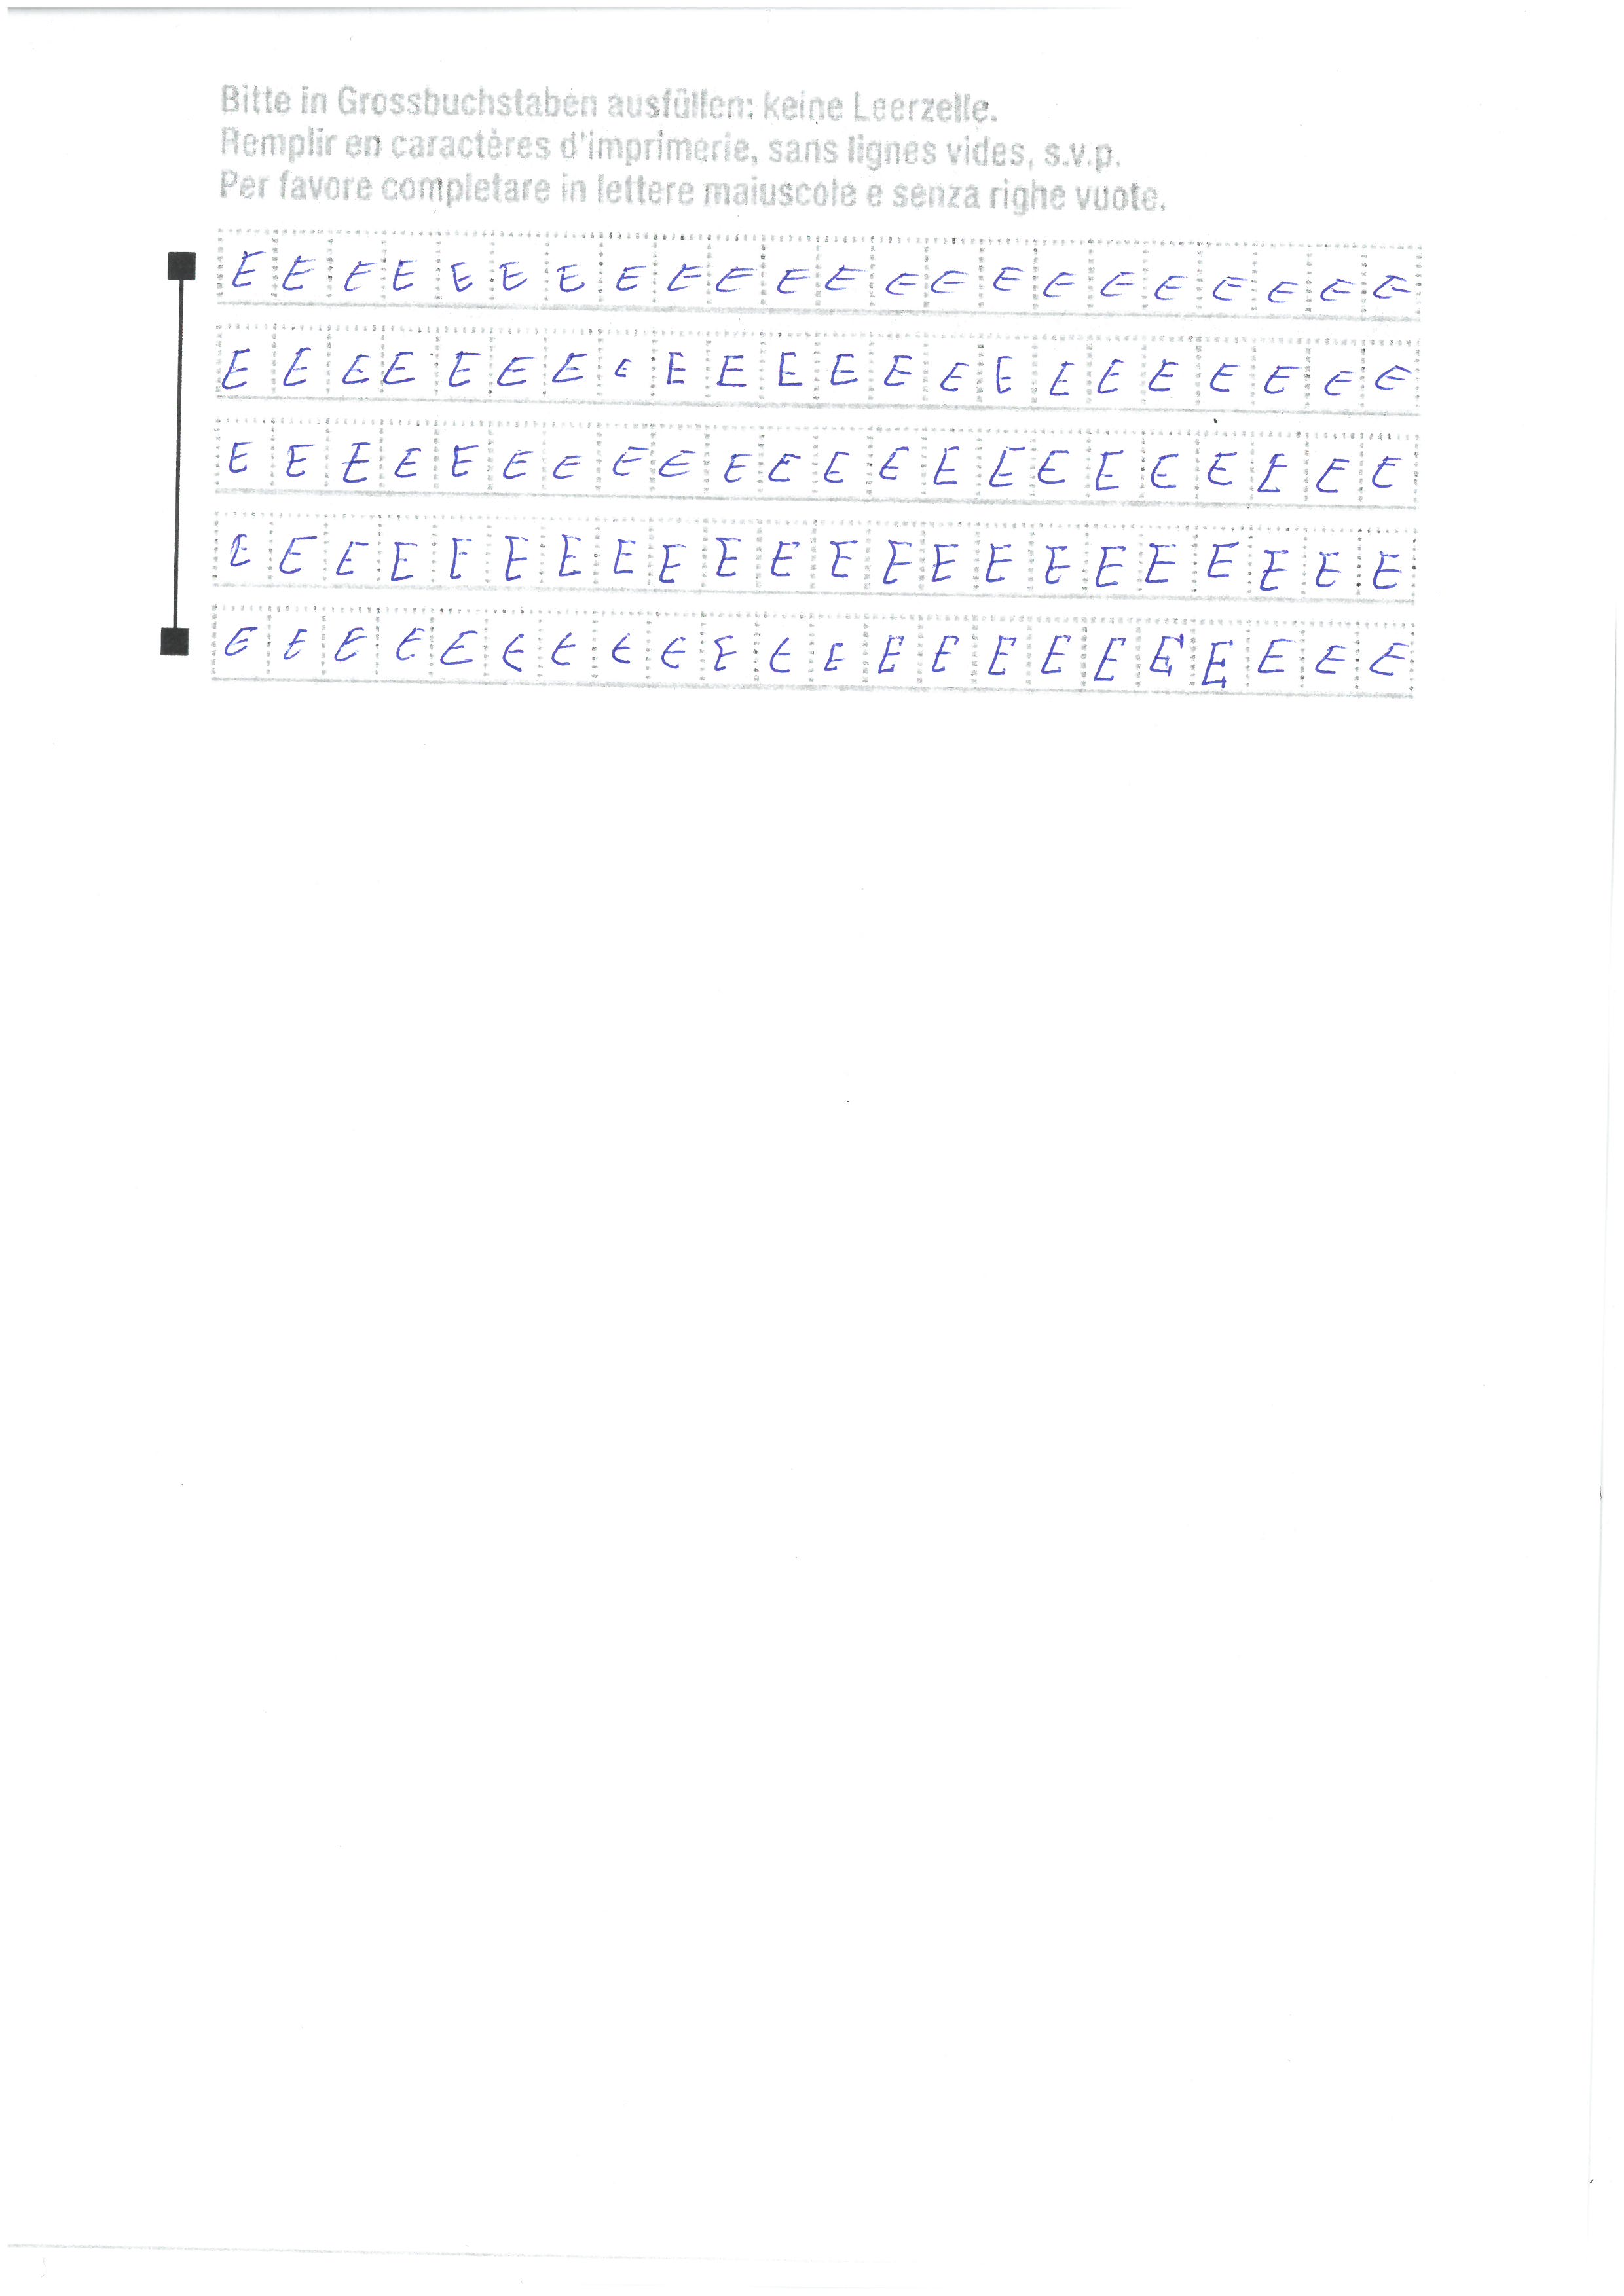 Bitte in Grossbuchstaben ausfüllen: keine Leerzelle.
Remplir en caractères d'imprimerie, sans lignes vides, s.v.p.
Per favore completare in lettere maiuscole e senza righe vuote.
E E E E E E E E E E E E E E E E E E E E E E
E E E E E E E E E E E E E E E E E E E E E E
E E E E E E E E E E E E E E E E E E E E E E
E E E E E E E E E E E E E E E E E E E E E E
E E E E E E E E E E E E E E E E E E E E E E